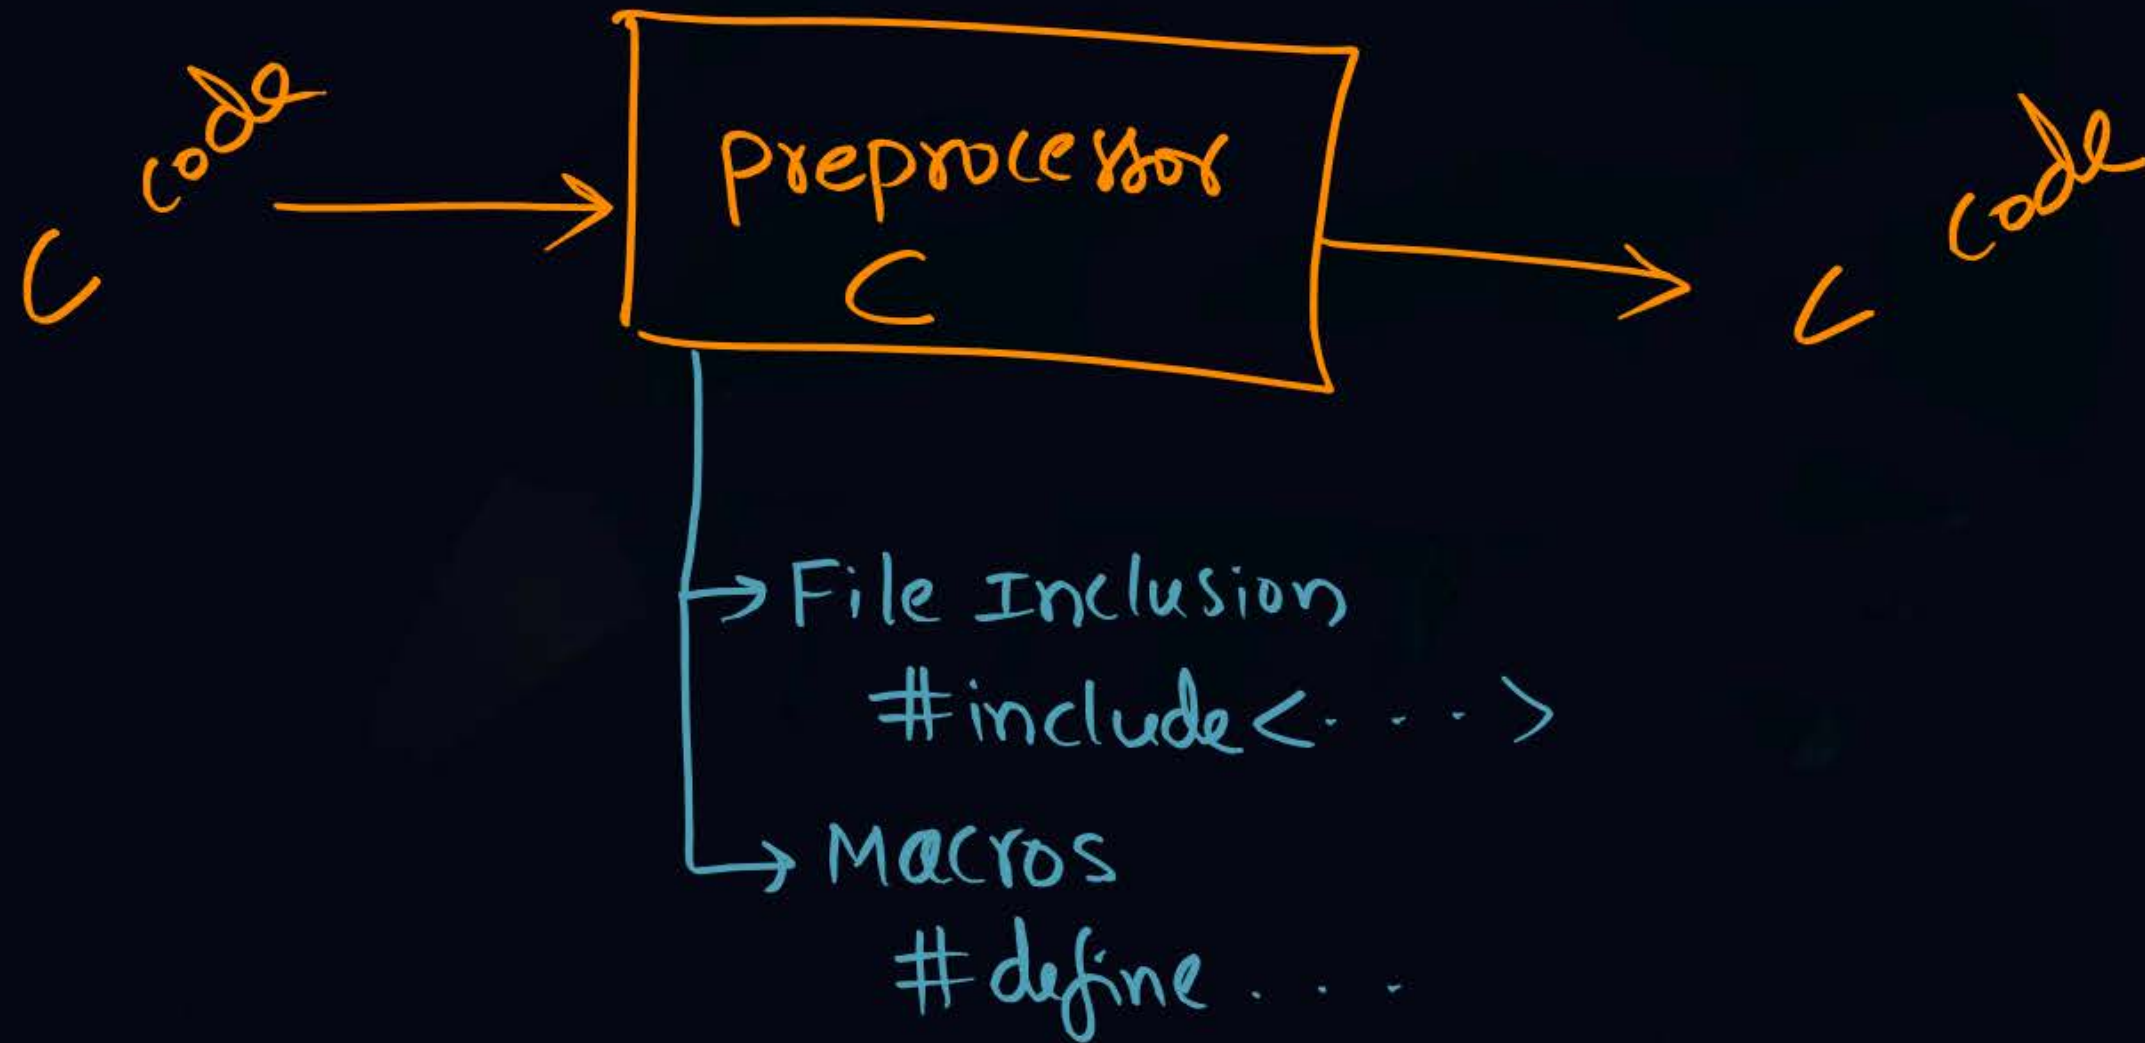 C code
preprocessor
C
C code
File Inclusion
#include<....>
Macros
#define....